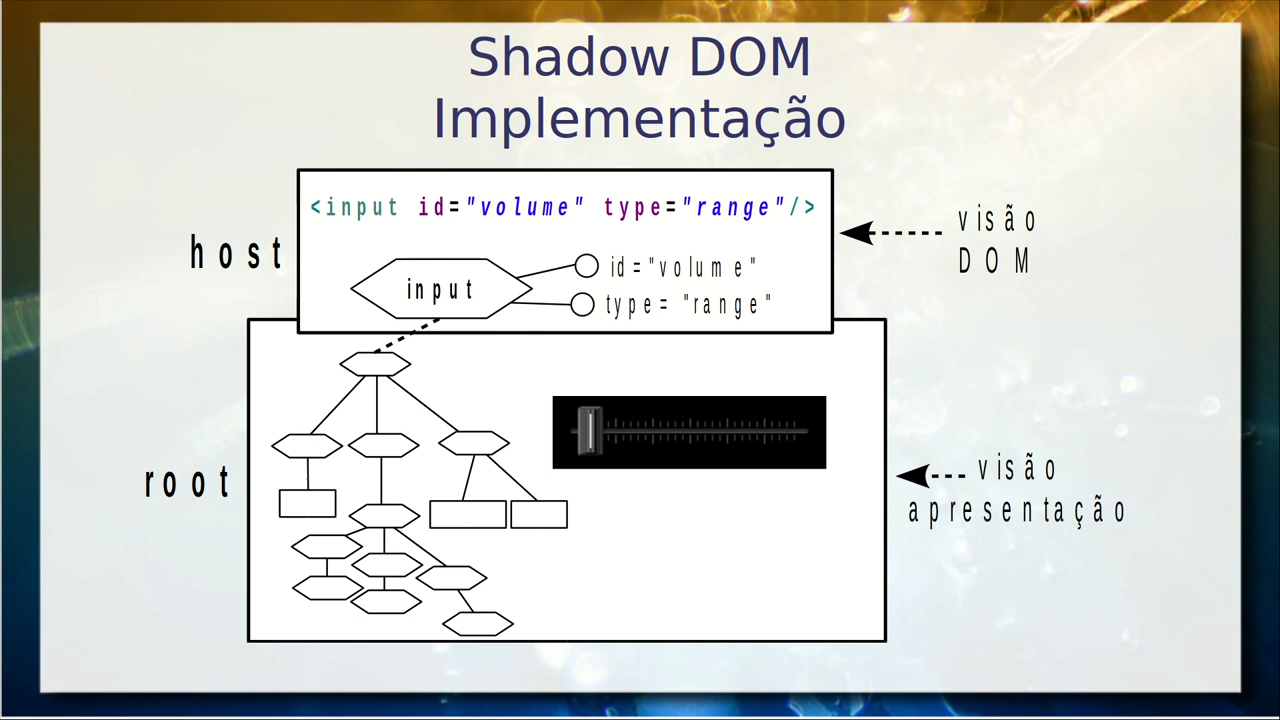 Shadow DOM
Implementação
<input id="volume" type="range"/>
host
input
id="volume"
type= "range"
visão
DOM
root
visão
apresentação